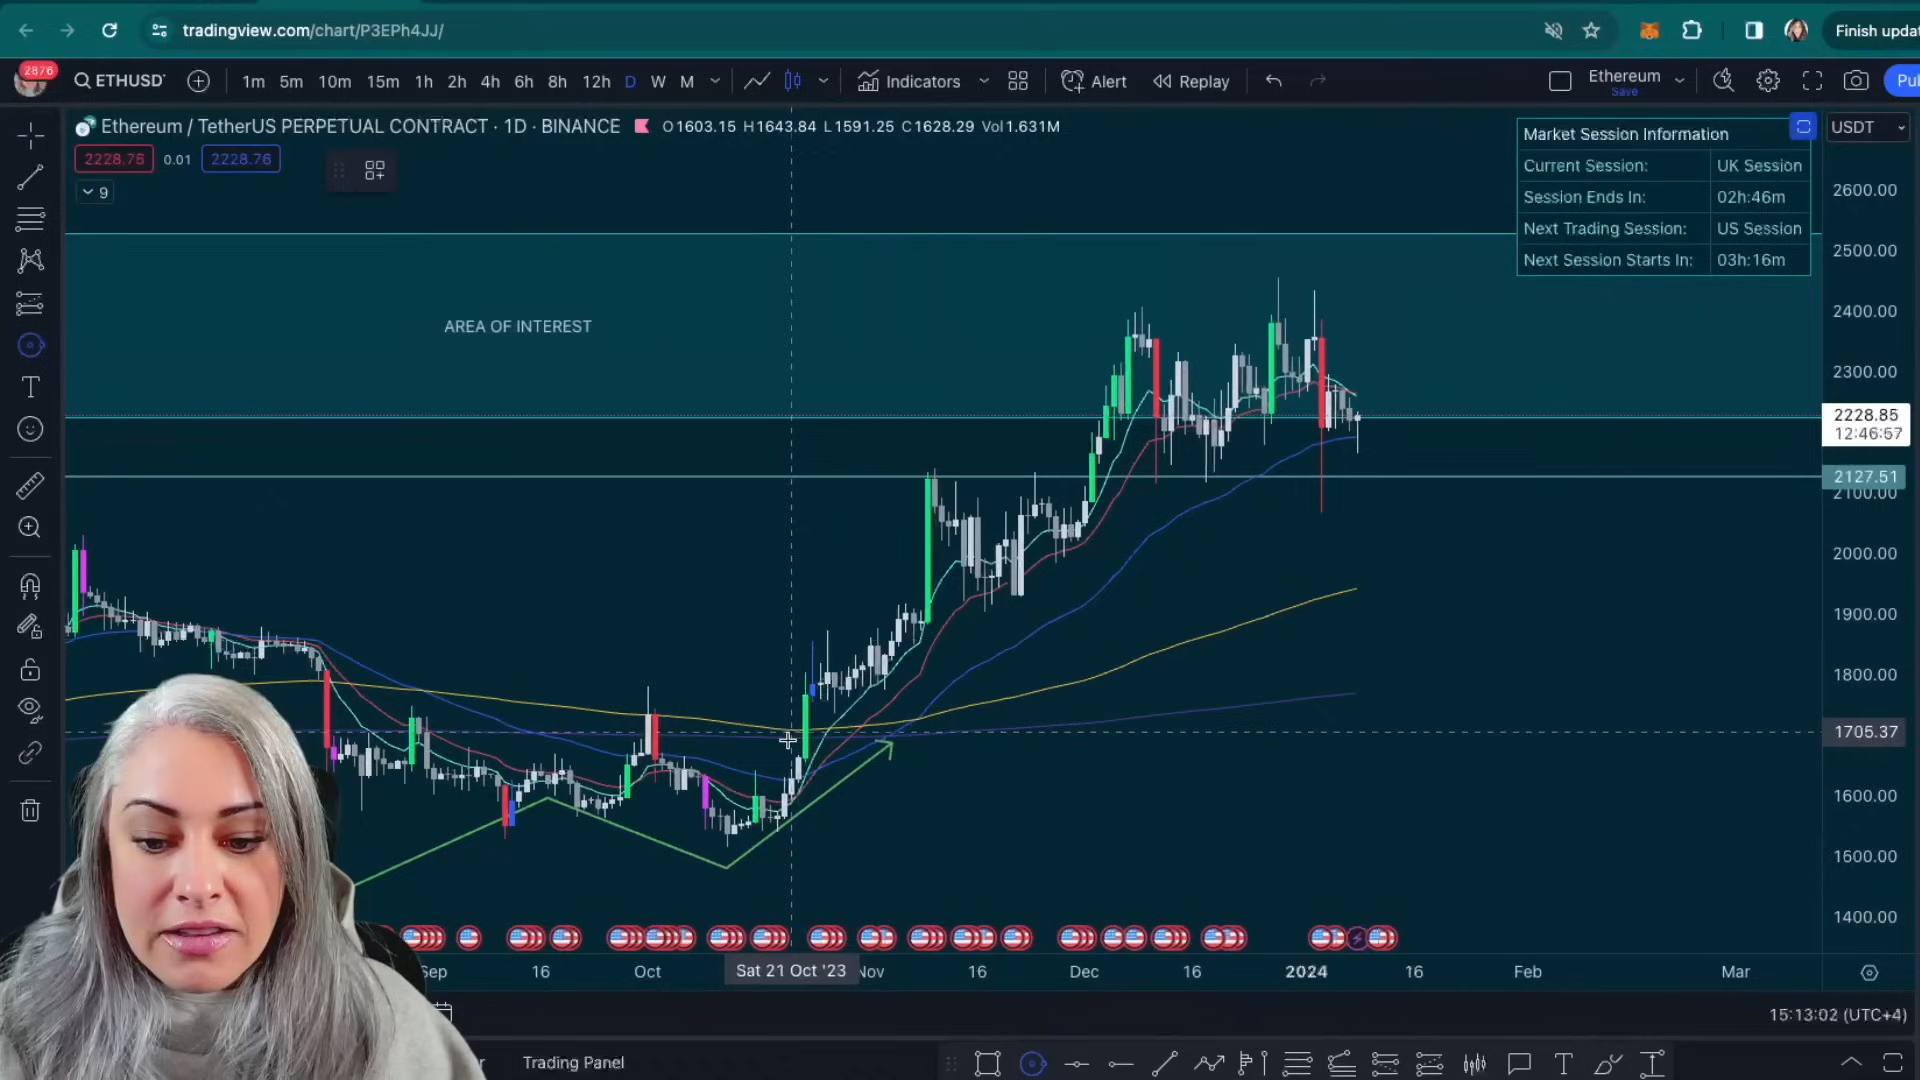 tradingview.com/chart/P3EPh4JJ/
Finish upda
2876
ETHUSD
1m 5m 10m 15m 1h 2h 4h 6h 8h 12h D W M
Indicators
Alert
Replay
Ethereum
Save
Pul
Ethereum / TetherUS PERPETUAL CONTRACT · 1D · BINANCE
O1603.15 H1643.84 L1591.25 C1628.29 Vol1.631M
2228.75 0.01 2228.76
9
Market Session Information
Current Session: UK Session
Session Ends In: 02h:46m
Next Trading Session: US Session
Next Session Starts In: 03h:16m
USDT
AREA OF INTEREST
2600.00
2500.00
2400.00
2300.00
2228.85
12:46:57
2127.51
2100.00
2000.00
1900.00
1800.00
1705.37
1600.00
1600.00
1400.00
Sep 16 Oct Sat 21 Oct '23 Nov 16 Dec 16 2024 16 Feb Mar
15:13:02 (UTC+4)
r Trading Panel